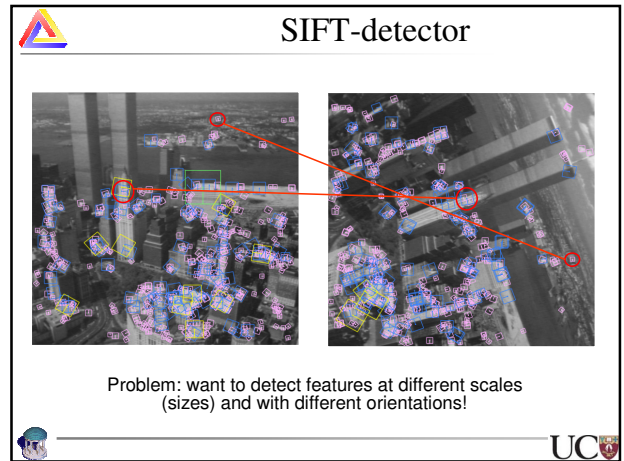 SIFT-detector
Problem: want to detect features at different scales
(sizes) and with different orientations!
UC